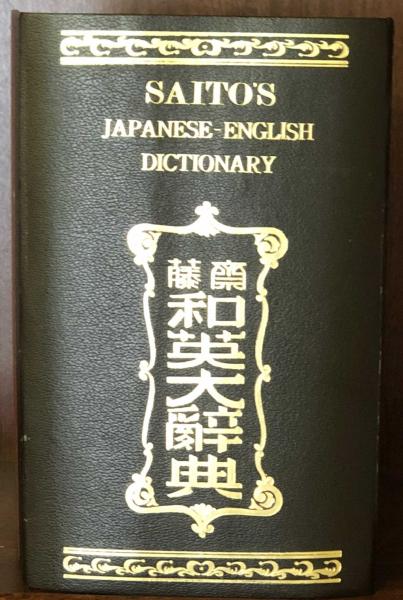 SAITO'S
JAPANESE-ENGLISH
DICTIONARY
齋藤
和英大辭典